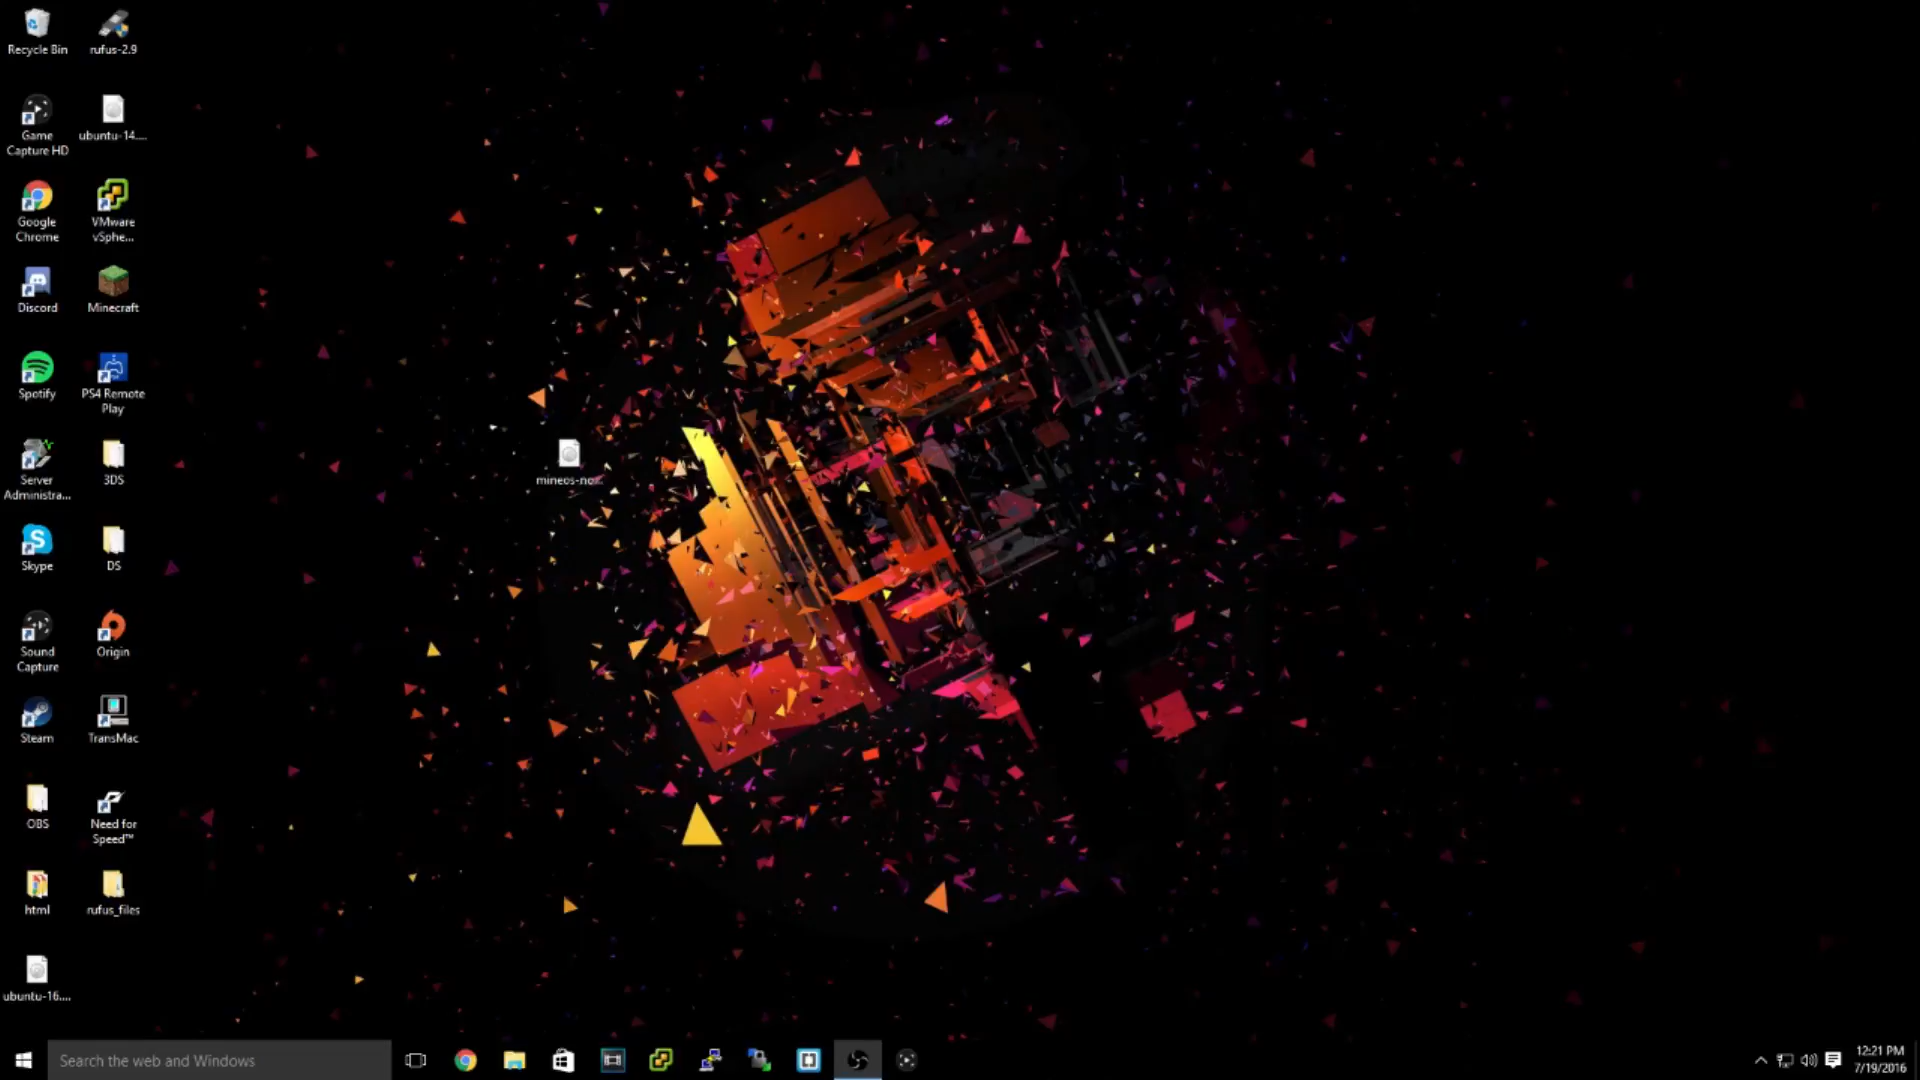 Recycle Bin
rufus-2.9
Game
Capture HD
ubuntu-14....
Google
Chrome
VMware
vSphe...
Discord
Minecraft
Spotify
PS4 Remote
Play
Server
Administra...
3DS
mineos-no...
Skype
DS
Sound
Capture
Origin
Steam
TransMac
OBS
Need for
Speed™
html
rufus_files
ubuntu-16....
Search the web and Windows
12:21 PM
7/19/2016